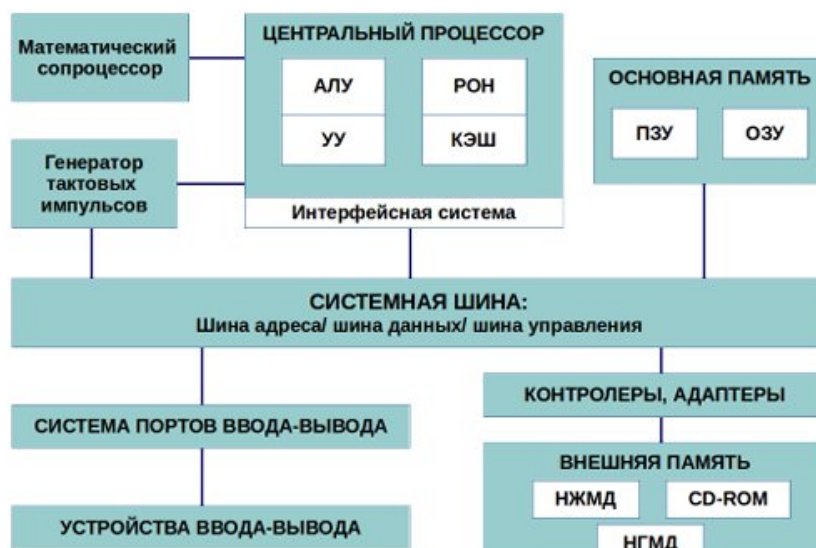 Математический
сопроцессор
ЦЕНТРАЛЬНЫЙ ПРОЦЕССОР
АЛУ
РОН
УУ
КЭШ
Интерфейсная система
ОСНОВНАЯ ПАМЯТЬ
ПЗУ
ОЗУ
Генератор
тактовых
импульсов
СИСТЕМНАЯ ШИНА:
Шина адреса/ шина данных/ шина управления
СИСТЕМА ПОРТОВ ВВОДА-ВЫВОДА
УСТРОЙСТВА ВВОДА-ВЫВОДА
КОНТРОЛЕРЫ, АДАПТЕРЫ
ВНЕШНЯЯ ПАМЯТЬ
НЖМД
CD-ROM
НГМД